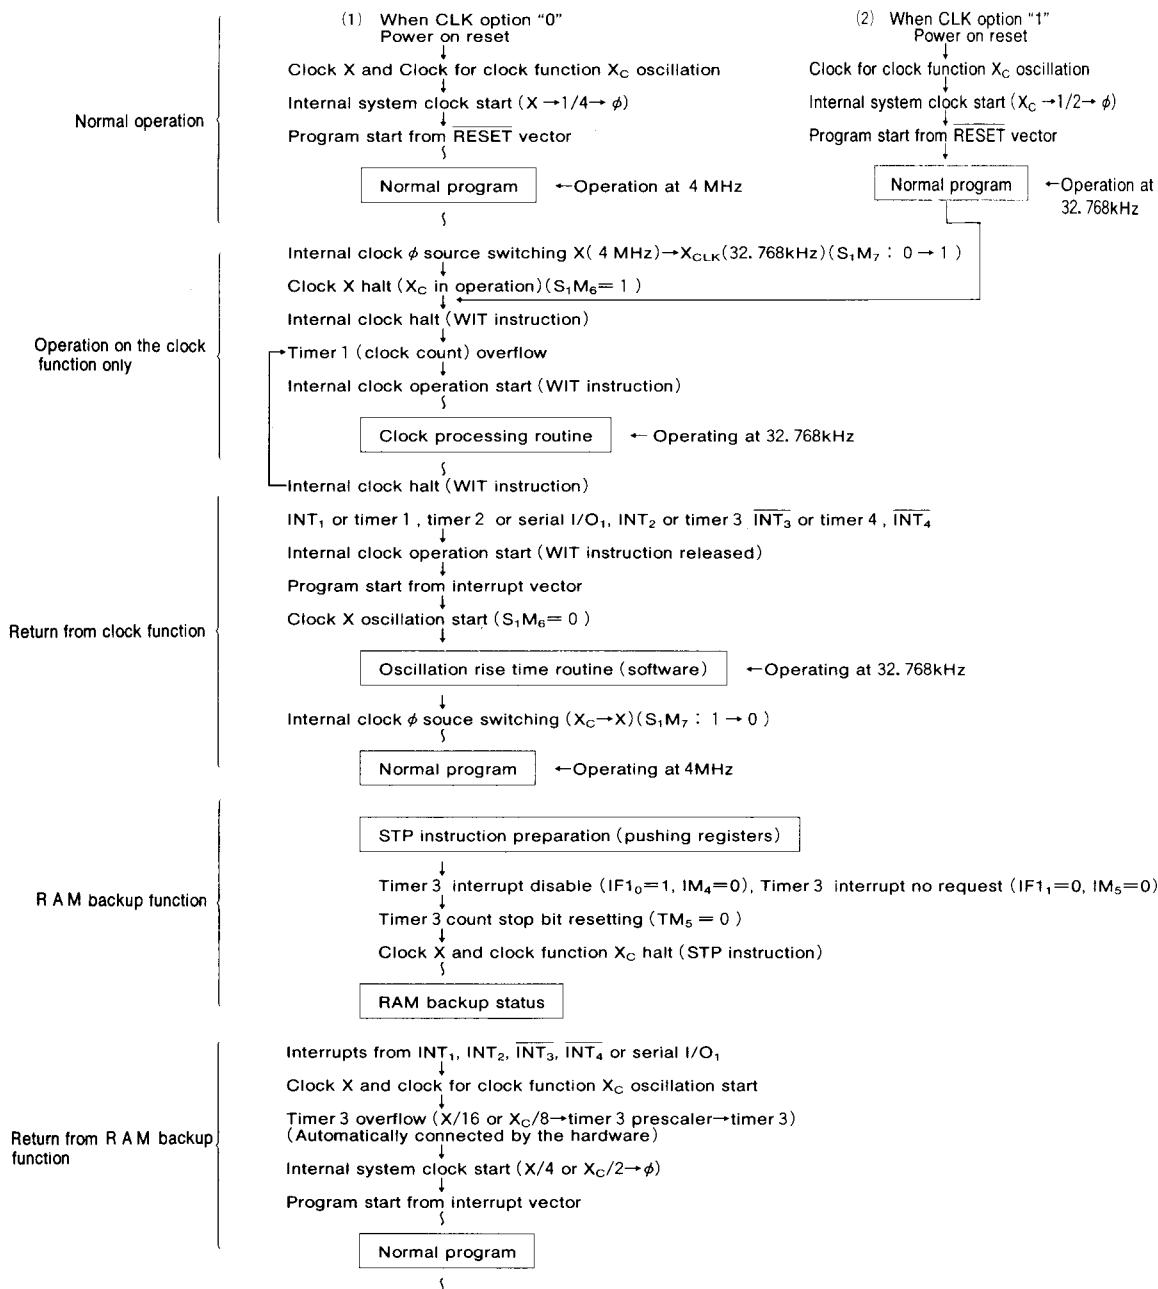 (1) When CLK option "0"
Power on reset
Clock X and Clock for clock function X_C oscillation
Internal system clock start (X →1/4→ φ)
Program start from R̅E̅S̅E̅T̅ vector
Normal program ←Operation at 4 MHz
(2) When CLK option "1"
Power on reset
Clock for clock function X_C oscillation
Internal system clock start (X_C →1/2→ φ)
Program start from R̅E̅S̅E̅T̅ vector
Normal program ←Operation at
32.768kHz
Normal operation
Internal clock φ source switching X( 4 MHz)→X_CLK(32.768kHz)(S₁M₇ : 0 → 1 )
Clock X halt (X_C in operation)(S₁M₆= 1 )
Internal clock halt (WIT instruction)
Operation on the clock
function only
Timer 1 (clock count) overflow
Internal clock operation start (WIT instruction)
Clock processing routine ← Operating at 32.768kHz
Internal clock halt (WIT instruction)
INT₁ or timer 1 , timer 2 or serial I/O₁, INT₂ or timer 3 I̅N̅T̅₃̅ or timer 4 , I̅N̅T̅₄̅
Internal clock operation start (WIT instruction released)
Program start from interrupt vector
Clock X oscillation start (S₁M₆= 0 )
Return from clock function
Oscillation rise time routine (software) ←Operating at 32.768kHz
Internal clock φ souce switching (X_C→X)(S₁M₇ : 1 → 0 )
Normal program ←Operating at 4MHz
STP instruction preparation (pushing registers)
Timer 3 interrupt disable (IF1₀=1, IM₄=0), Timer 3 interrupt no request (IF1₁=0, IM₅=0)
R A M backup function
Timer 3 count stop bit resetting (TM₅ = 0 )
Clock X and clock function X_C halt (STP instruction)
RAM backup status
Interrupts from INT₁, INT₂, I̅N̅T̅₃̅, I̅N̅T̅₄̅ or serial I/O₁
Clock X and clock for clock function X_C oscillation start
Timer 3 overflow (X/16 or X_C/8→timer 3 prescaler→timer 3)
(Automatically connected by the hardware)
Return from R A M backup
function
Internal system clock start (X/4 or X_C/2→φ)
Program start from interrupt vector
Normal program